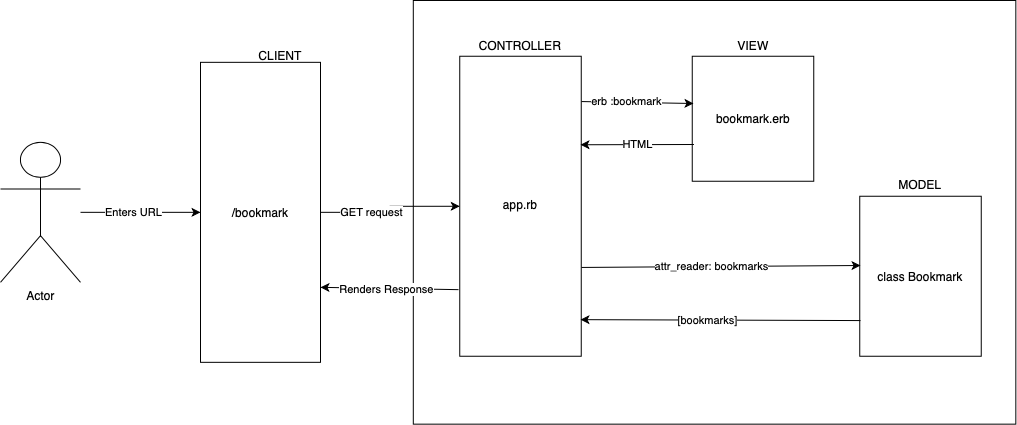 CLIENT
CONTROLLER
VIEW
erb :bookmark
bookmark.erb
HTML
MODEL
Enters URL
/bookmark
GET request
app.rb
attr_reader: bookmarks
class Bookmark
Renders Response
Actor
[bookmarks]